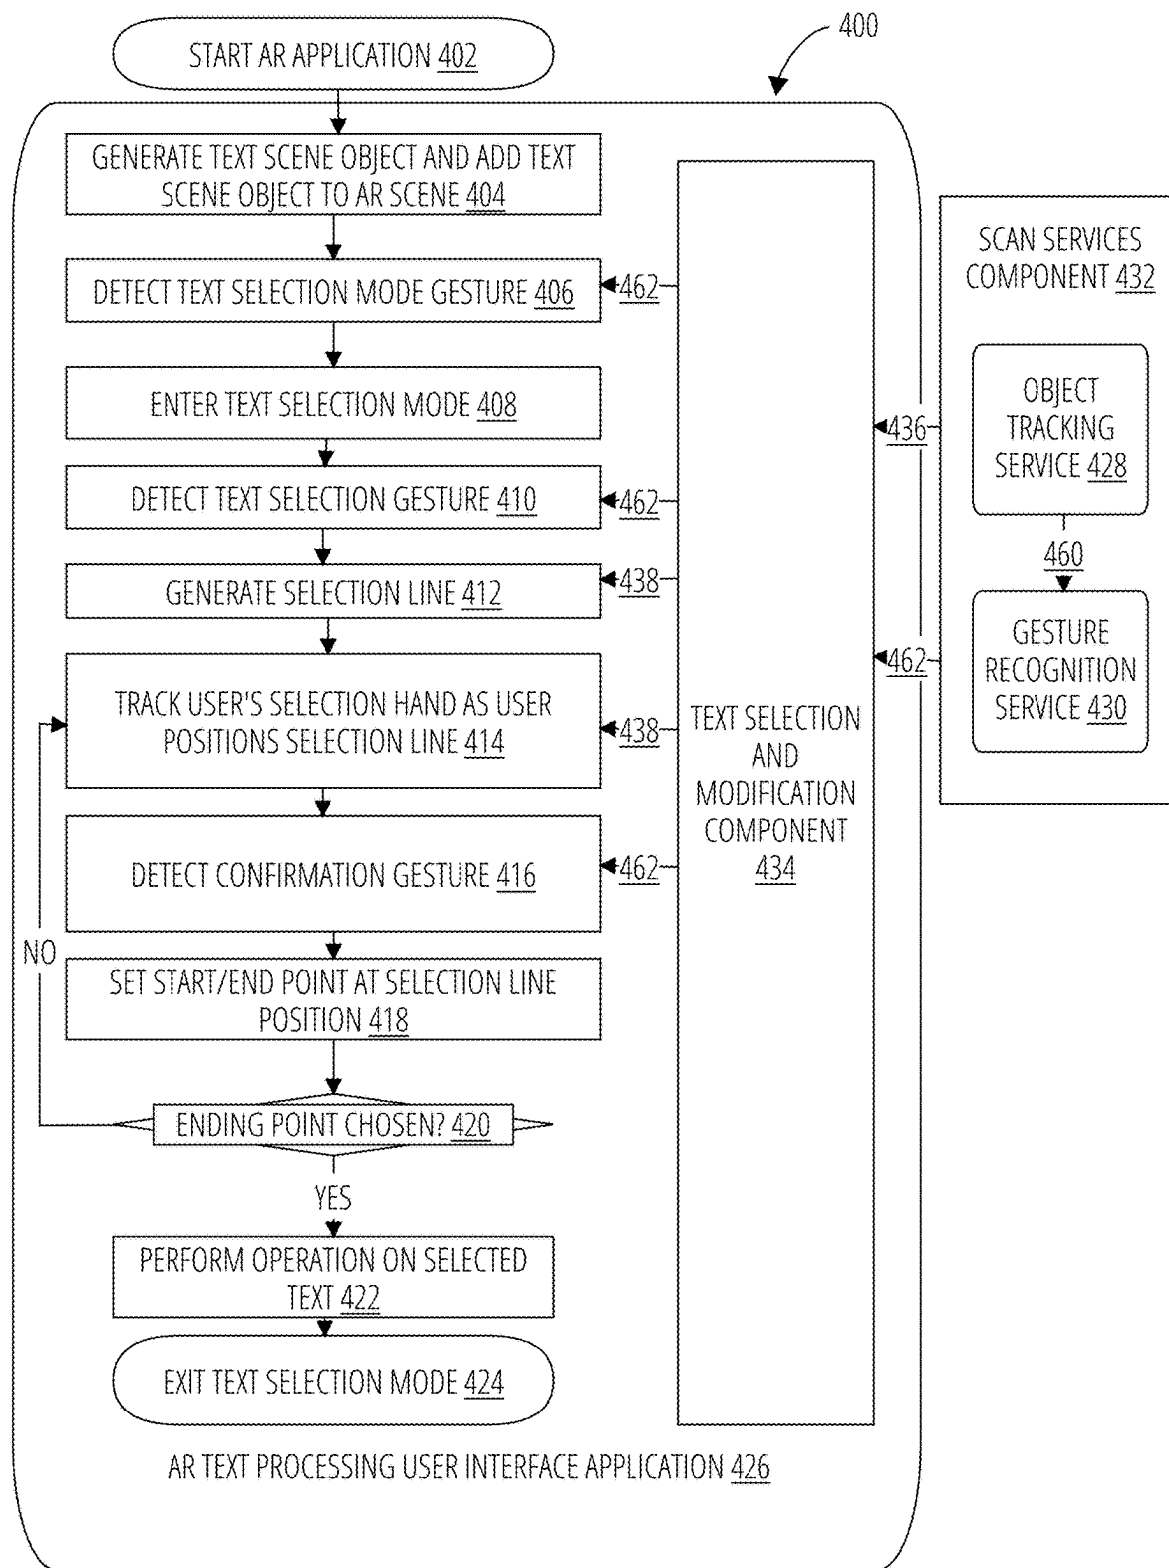 400
START AR APPLICATION 402
GENERATE TEXT SCENE OBJECT AND ADD TEXT
SCENE OBJECT TO AR SCENE 404
DETECT TEXT SELECTION MODE GESTURE 406
462
ENTER TEXT SELECTION MODE 408
DETECT TEXT SELECTION GESTURE 410
462
GENERATE SELECTION LINE 412
438
TRACK USER'S SELECTION HAND AS USER
POSITIONS SELECTION LINE 414
438
DETECT CONFIRMATION GESTURE 416
462
NO
SET START/END POINT AT SELECTION LINE
POSITION 418
ENDING POINT CHOSEN? 420
YES
PERFORM OPERATION ON SELECTED
TEXT 422
EXIT TEXT SELECTION MODE 424
TEXT SELECTION
AND
MODIFICATION
COMPONENT
434
436
462
SCAN SERVICES
COMPONENT 432
OBJECT
TRACKING
SERVICE 428
460
GESTURE
RECOGNITION
SERVICE 430
AR TEXT PROCESSING USER INTERFACE APPLICATION 426